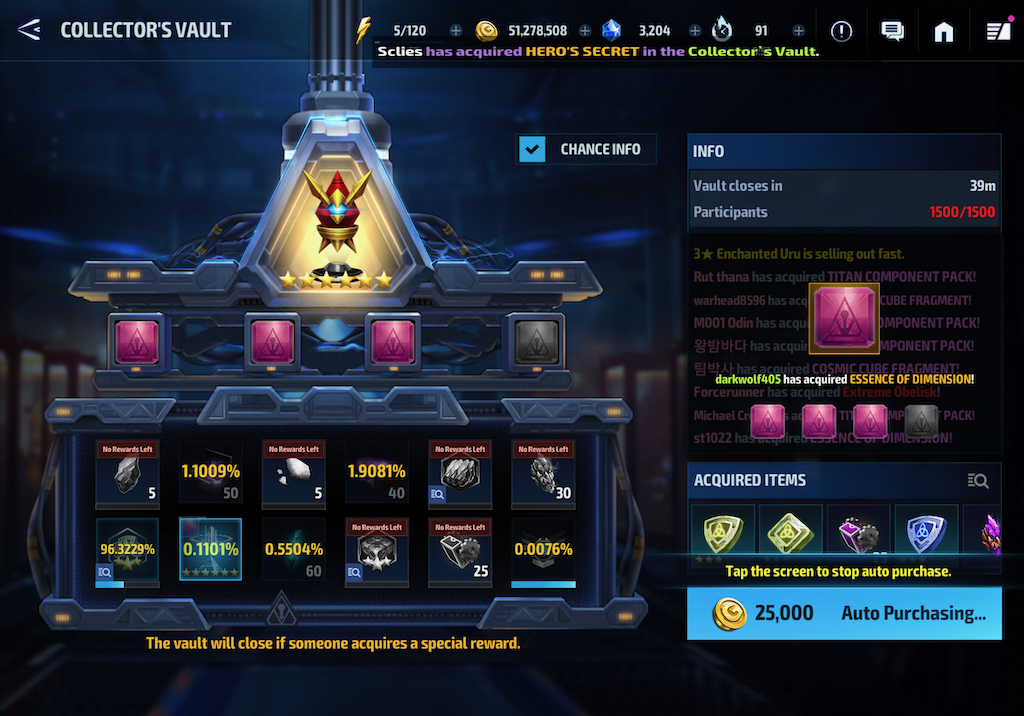 COLLECTOR'S VAULT
5/120
51,278,508
3,204
91
Sclies has acquired HERO'S SECRET in the Collector's Vault.
CHANCE INFO
INFO
Vault closes in 39m
Participants 1500/1500
3★ Enchanted Uru is selling out fast.
Rut thana has acquired TITAN COMPONENT PACK!
warhead8596 has acqu CUBE FRAGMENT!
M001 Odin has acqui OMPONENT PACK!
왕밤바다 has acqui MPONENT PACK!
팀박사 has acquired COSMIC CUBE FRAGMENT!
darkwolf405 has acquired ESSENCE OF DIMENSION!
Forcerunner has acquired Extreme Obelisk!
Michael Cr PACK!
st1022 has acquired ESSENCE OF DIMENSION!
No Rewards Left
5
1.1009%
50
No Rewards Left
5
1.9081%
40
No Rewards Left
No Rewards Left
30
96.3229%
0.1101%
0.5504%
60
No Rewards Left
No Rewards Left
25
0.0076%
The vault will close if someone acquires a special reward.
ACQUIRED ITEMS
Tap the screen to stop auto purchase.
25,000 Auto Purchasing...